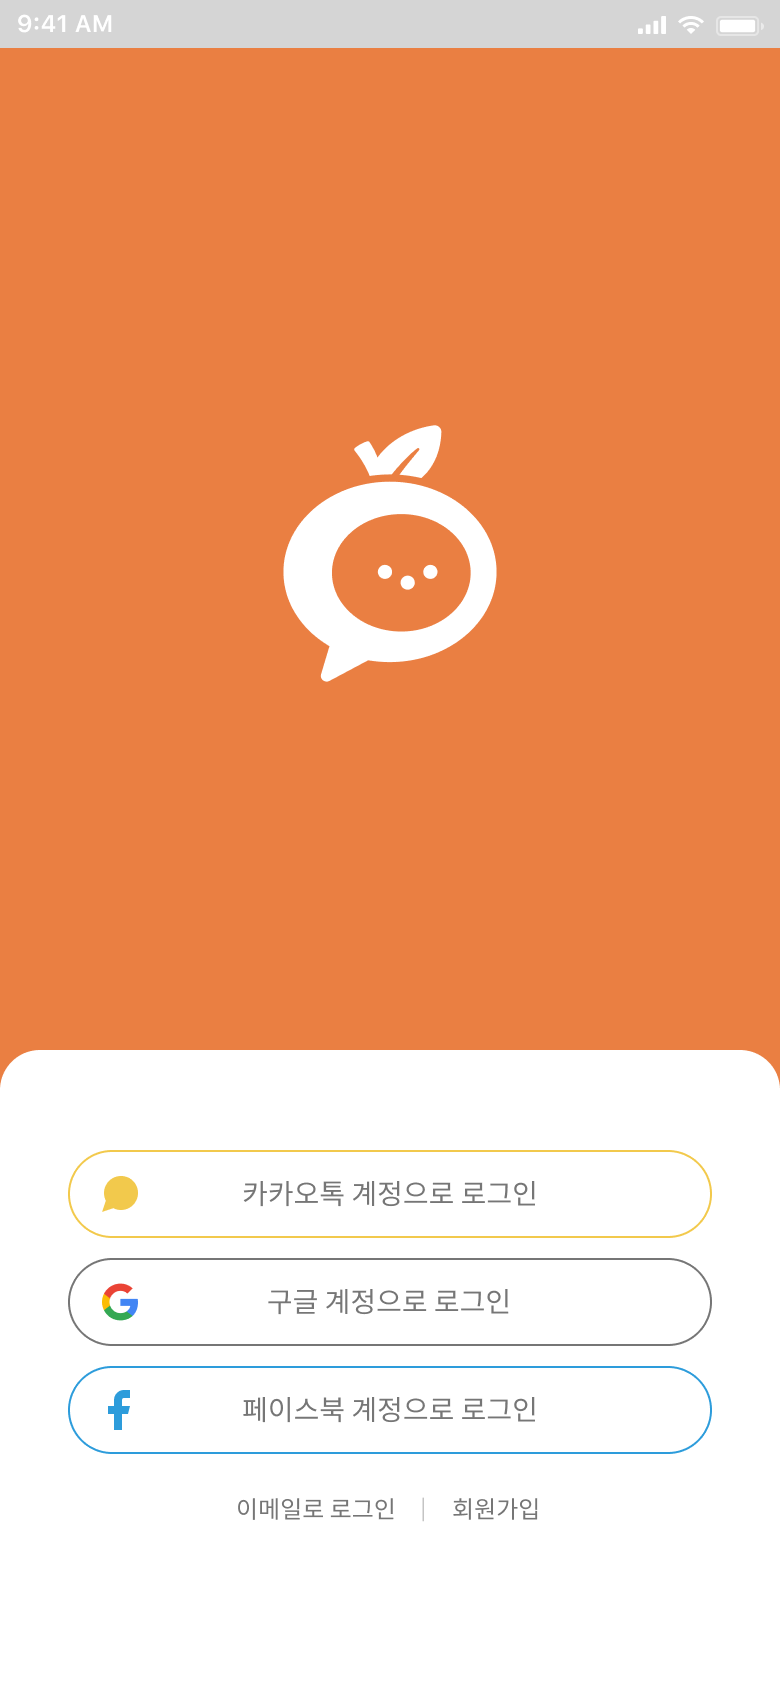 9:41 AM
카카오톡 계정으로 로그인
구글 계정으로 로그인
페이스북 계정으로 로그인
이메일로 로그인 | 회원가입